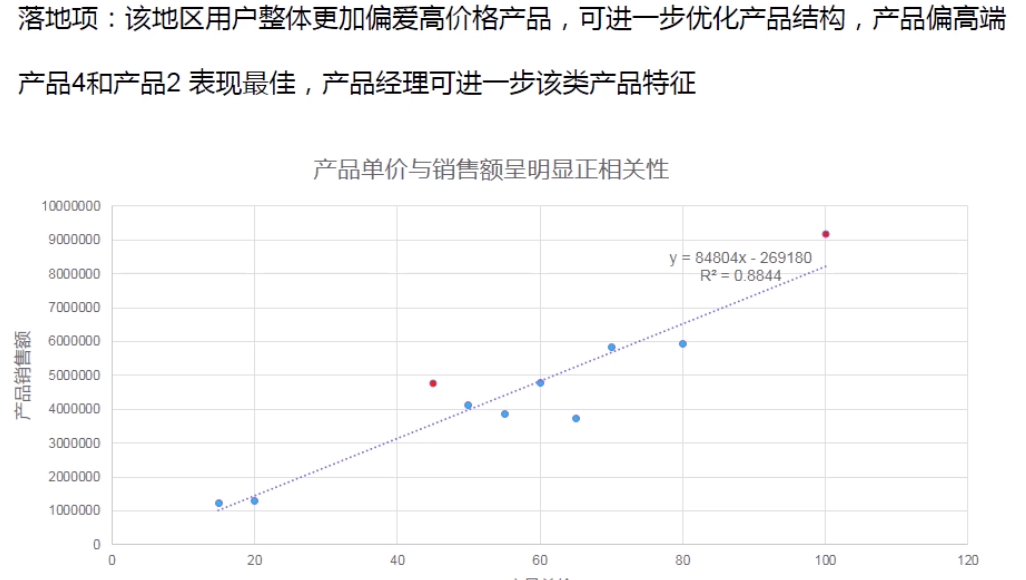 落地项：该地区用户整体更加偏爱高价格产品，可进一步优化产品结构，产品偏高端
产品4和产品2 表现最佳，产品经理可进一步该类产品特征
产品单价与销售额呈明显正相关性
10000000
9000000
8000000
7000000
6000000
5000000
4000000
3000000
2000000
1000000
0
产品销售额
y = 84804x - 269180
R² = 0.8844
0 20 40 60 80 100 120